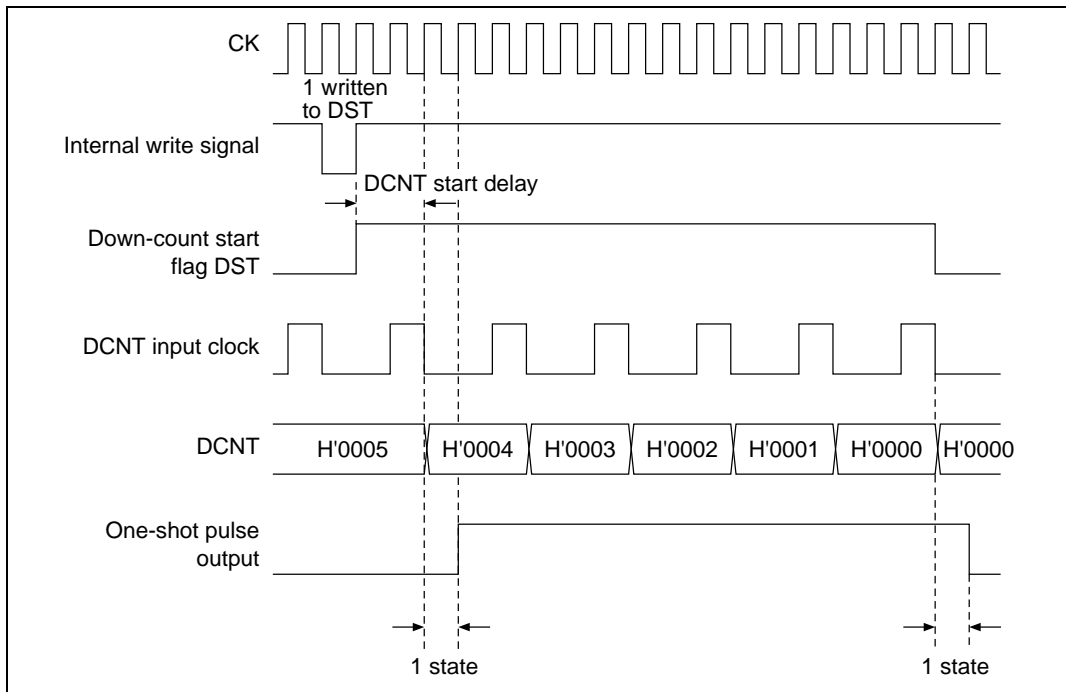 CK
1 written
to DST
Internal write signal
DCNT start delay
Down-count start
flag DST
DCNT input clock
DCNT
H'0005
H'0004
H'0003
H'0002
H'0001
H'0000
H'0000
One-shot pulse
output
1 state
1 state